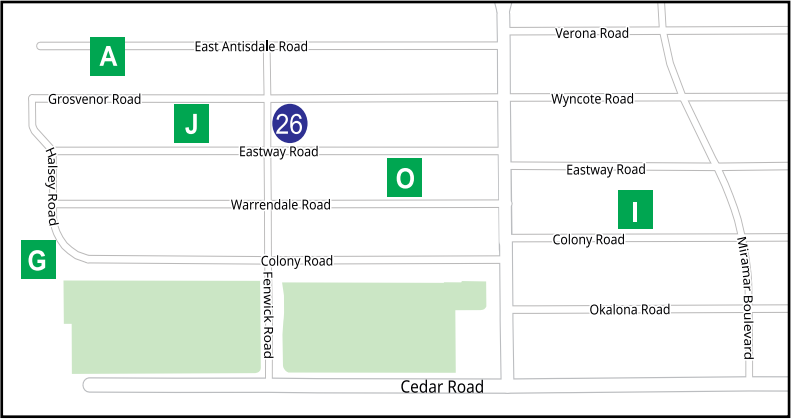 Verona Road
East Antisdale Road
A
Grosvenor Road
Wyncote Road
J
26
Eastway Road
Halsey Road
Eastway Road
O
Warrendale Road
I
Colony Road
G
Colony Road
Miramar Boulevard
Fenwick Road
Okalona Road
Cedar Road